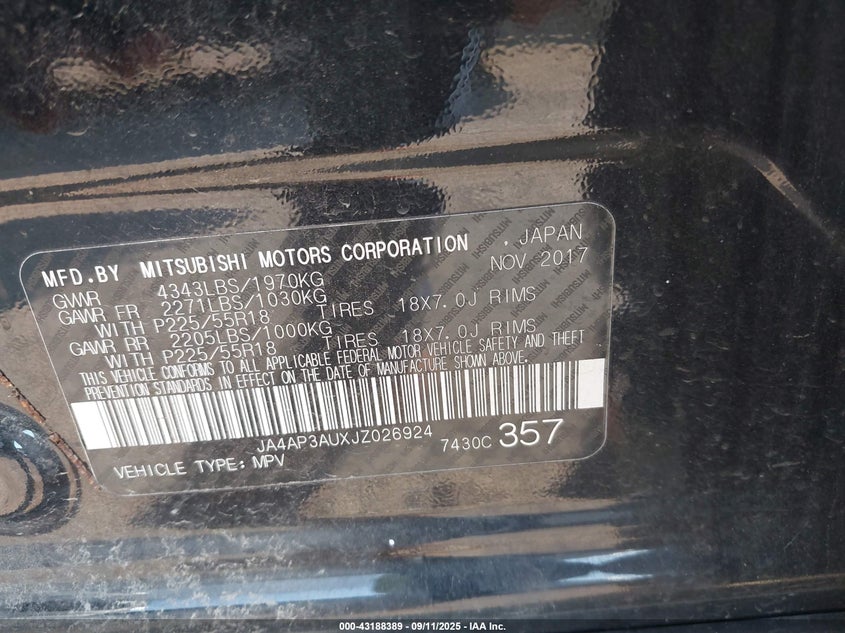 MFD.BY MITSUBISHI MOTORS CORPORATION , JAPAN
GVWR 4343LBS/1970KG NOV 2017
GAWR FR 2271LBS/1030KG
WITH P225/55R18 TIRES 18X7.0J RIMS
GAWR RR 2205LBS/1000KG
WITH P225/55R18 TIRES 18X7.0J RIMS
THIS VEHICLE CONFORMS TO ALL APPLICABLE FEDERAL MOTOR VEHICLE SAFETY AND THEFT
PREVENTION STANDARDS IN EFFECT ON THE DATE OF MANUFACTURE SHOWN ABOVE.
JA4AP3AUXJZ026924 7430C 357
VEHICLE TYPE: MPV
000-43188389 - 09/11/2025 - IAA Inc.